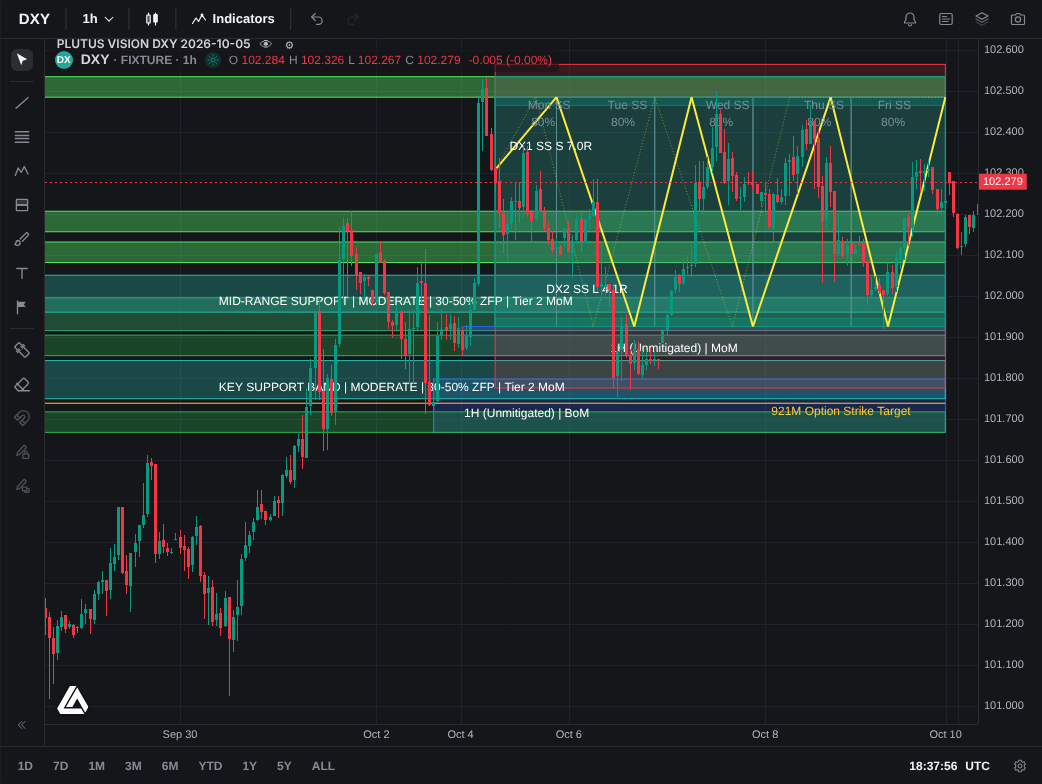 DXY 1h Indicators
PLUTUS VISION DXY 2026-10-05
DX DXY · FIXTURE · 1h O 102.284 H 102.326 L 102.267 C 102.279 -0.005 (-0.00%)
102.600
102.500
Mon SS Tue SS Wed SS Thu SS Fri SS
80% 80% 80% 80% 80%
102.400
DX1 SS S 7.0R
102.300
102.279
102.200
102.100
DX2 SS L 4.1R
102.000
MID-RANGE SUPPORT | MODERATE | 30-50% ZFP | Tier 2 MoM
101.900
1H (Unmitigated) | MoM
101.800
KEY SUPPORT BAND | MODERATE | 30-50% ZFP | Tier 2 MoM
1H (Unmitigated) | BoM
921M Option Strike Target
101.700
101.600
101.500
101.400
101.300
101.200
101.100
101.000
Sep 30 Oct 2 Oct 4 Oct 6 Oct 8 Oct 10
1D 7D 1M 3M 6M YTD 1Y 5Y ALL 18:37:56 UTC